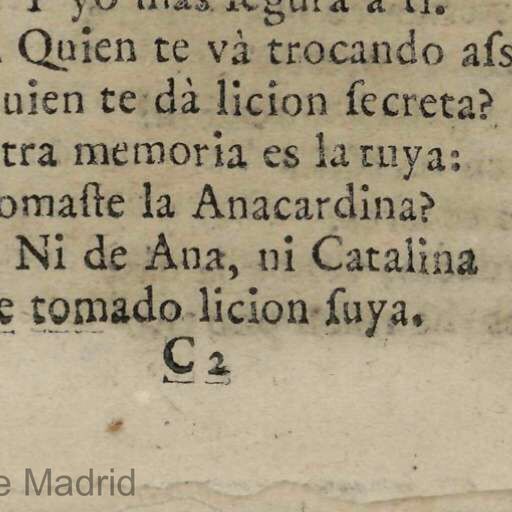 Y yo mas ſegura a ti.
Quien te và trocando aſs
uien te dà licion ſecreta?
tra memoria es la tuya:
omaſte la Anacardina?
Ni de Ana, ni Catalina
e tomado licion ſuya.
C 2
e Madrid